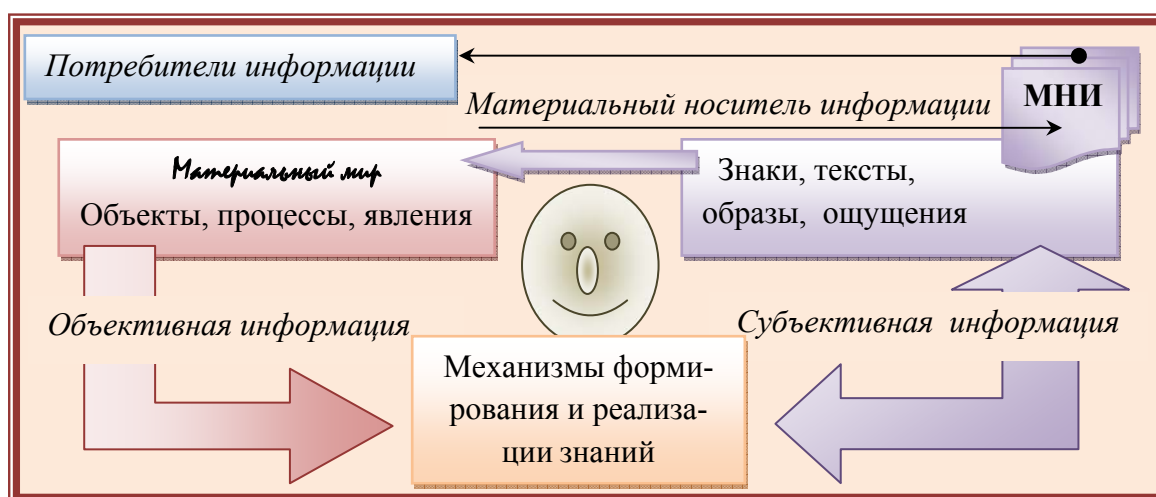 Потребители информации
МНИ
Материальный носитель информации
Материальный мир
Объекты, процессы, явления
Знаки, тексты,
образы, ощущения
Объективная информация
Субъективная информация
Механизмы форми-
рования и реализа-
ции знаний